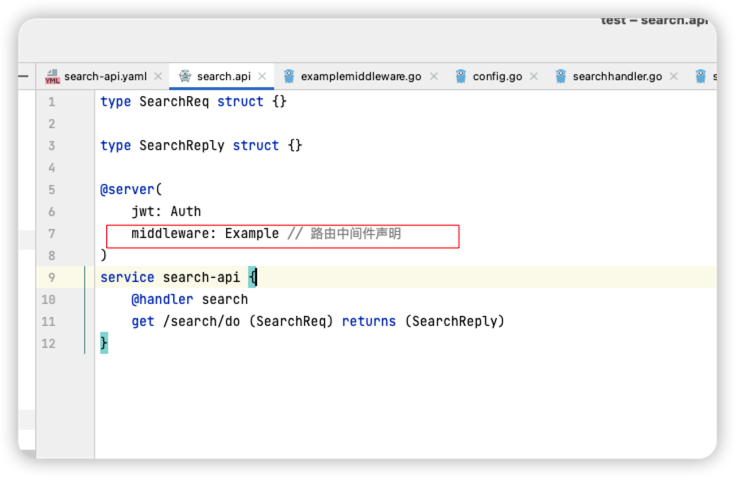 test – search.api
YML search-api.yaml × search.api × examplemiddleware.go × config.go × searchhandler.go × s
1 type SearchReq struct {}
2
3 type SearchReply struct {}
4
5 @server(
6 jwt: Auth
7 middleware: Example // 路由中间件声明
8 )
9 service search-api {
10 @handler search
11 get /search/do (SearchReq) returns (SearchReply)
12 }